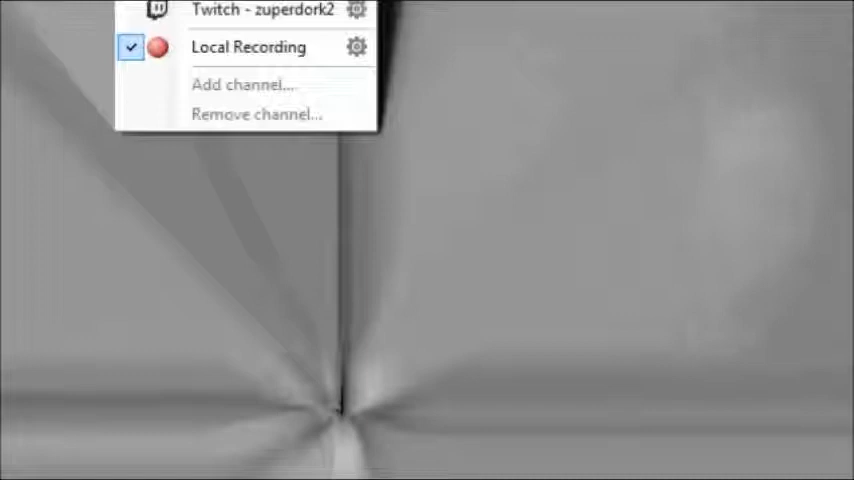 Twitch - zuperdork2
Local Recording
Add channel...
Remove channel...